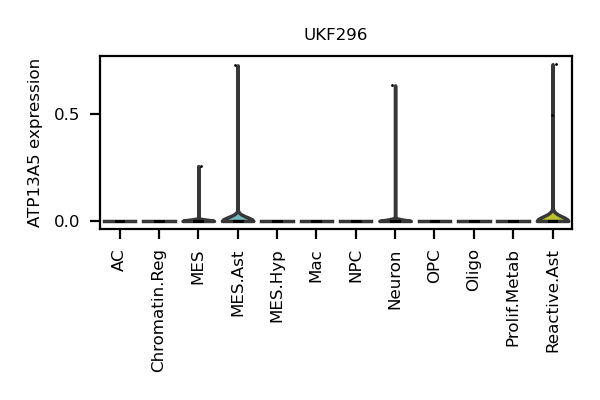 UKF296
ATP13A5 expression
0.5
0.0
AC
Chromatin.Reg
MES
MES.Ast
MES.Hyp
Mac
NPC
Neuron
OPC
Oligo
Prolif.Metab
Reactive.Ast